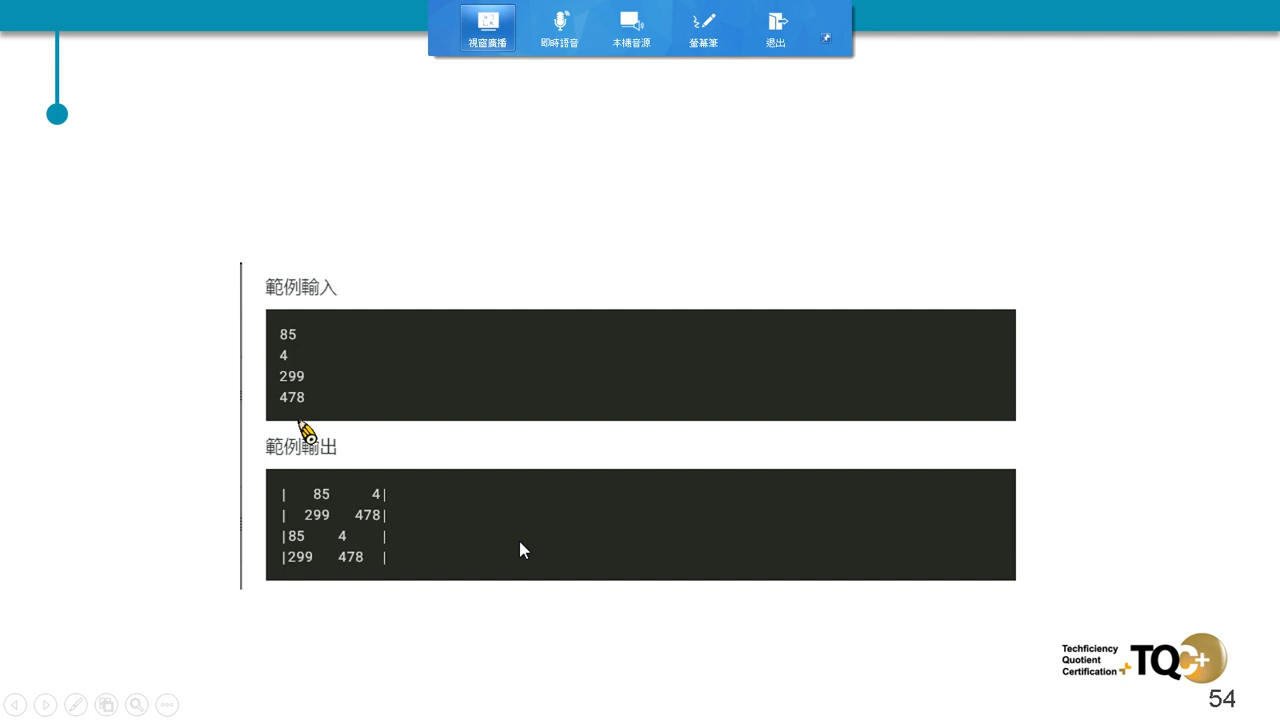 視窗廣播 即時語音 本機音源 螢幕筆 退出
範例輸入
85
4
299
478
範例輸出
|   85     4|
|  299   478|
|85    4    |
|299   478  |
Techficiency
Quotient
Certification
TQC+
54